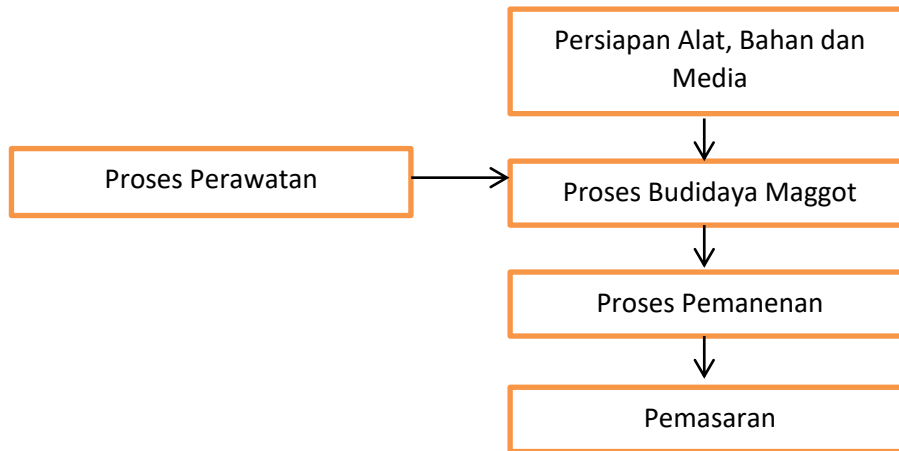 Persiapan Alat, Bahan dan
Media
Proses Perawatan
Proses Budidaya Maggot
Proses Pemanenan
Pemasaran